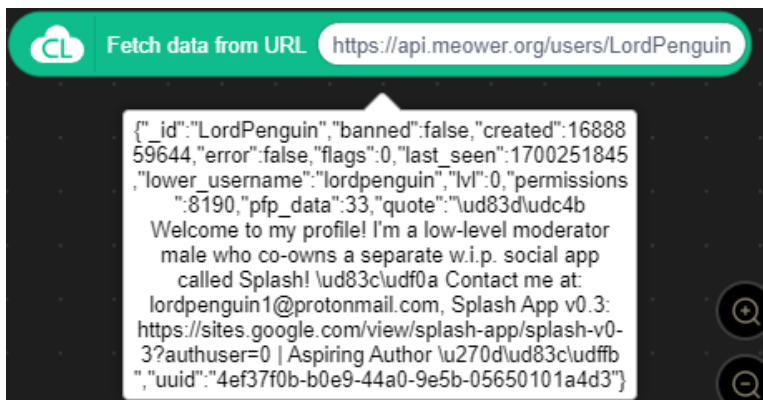 CL Fetch data from URL https://api.meower.org/users/LordPenguin
{"_id":"LordPenguin","banned":false,"created":16888
59644,"error":false,"flags":0,"last_seen":1700251845
,"lower_username":"lordpenguin","lvl":0,"permissions
":8190,"pfp_data":33,"quote":"\ud83d\udc4b
Welcome to my profile! I'm a low-level moderator
male who co-owns a separate w.i.p. social app
called Splash! \ud83c\udf0a Contact me at:
lordpenguin1@protonmail.com, Splash App v0.3:
https://sites.google.com/view/splash-app/splash-v0-
3?authuser=0 | Aspiring Author \u270d\ud83c\udffb
","uuid":"4ef37f0b-b0e9-44a0-9e5b-05650101a4d3"}